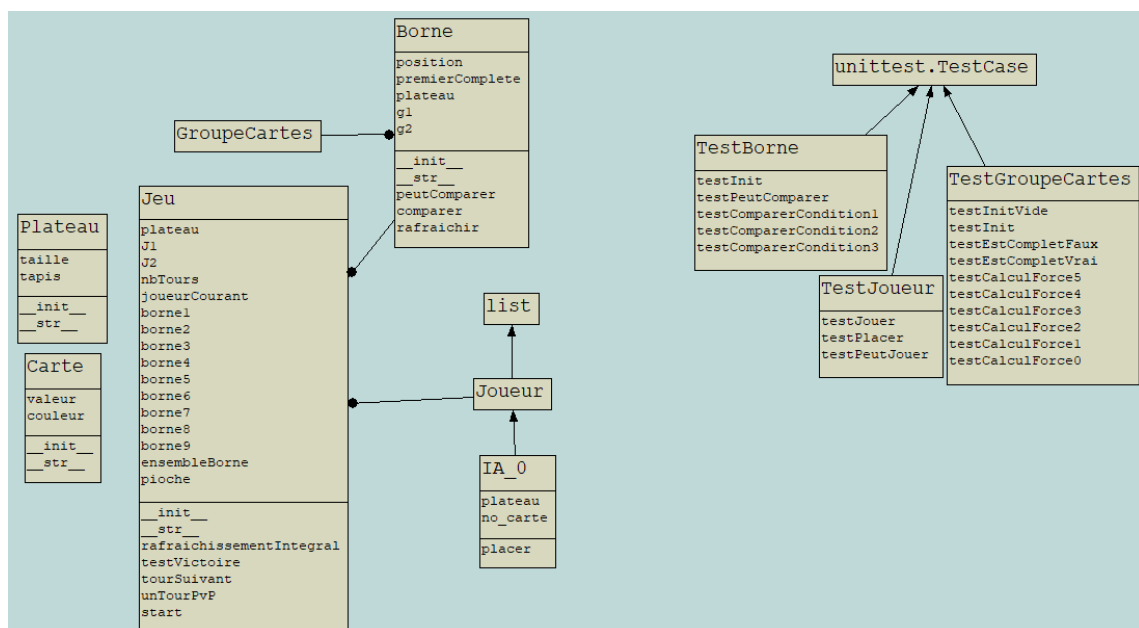 Borne
position
premierComplete
plateau
g1
g2
__init__
__str__
peutComparer
comparer
rafraichir
GroupeCartes
Jeu
plateau
J1
J2
nbTours
joueurCourant
borne1
borne2
borne3
borne4
borne5
borne6
borne7
borne8
borne9
ensembleBorne
pioche
__init__
__str__
rafraichissementIntegral
testVictoire
tourSuivant
unTourPvP
start
Plateau
taille
tapis
__init__
__str__
Carte
valeur
couleur
__init__
__str__
list
Joueur
IA_0
plateau
no_carte
placer
unittest.TestCase
TestBorne
testInit
testPeutComparer
testComparerCondition1
testComparerCondition2
testComparerCondition3
TestJoueur
testJouer
testPlacer
testPeutJouer
TestGroupeCartes
testInitVide
testInit
testEstCompletFaux
testEstCompletVrai
testCalculForce5
testCalculForce4
testCalculForce3
testCalculForce2
testCalculForce1
testCalculForce0